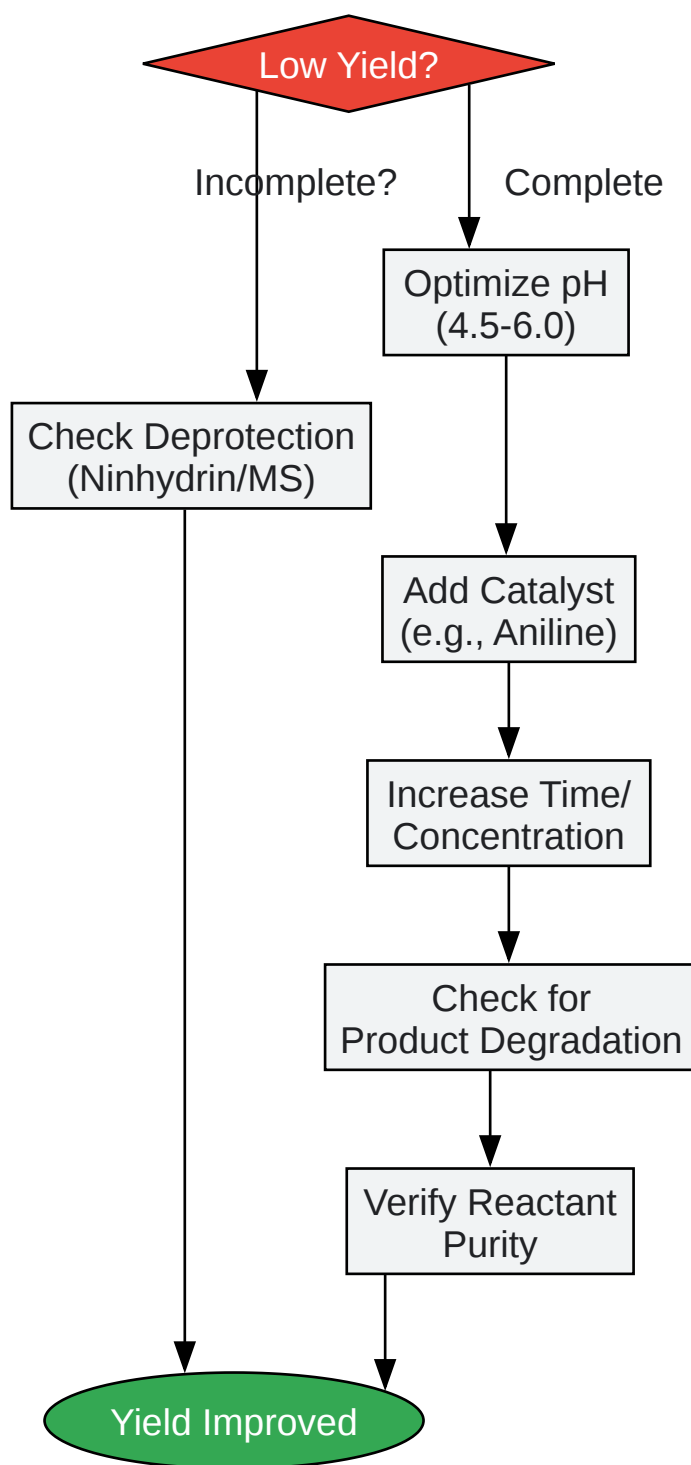 Low Yield?
Incomplete?
Complete
Optimize pH
(4.5-6.0)
Check Deprotection
(Ninhydrin/MS)
Add Catalyst
(e.g., Aniline)
Increase Time/
Concentration
Check for
Product Degradation
Verify Reactant
Purity
Yield Improved